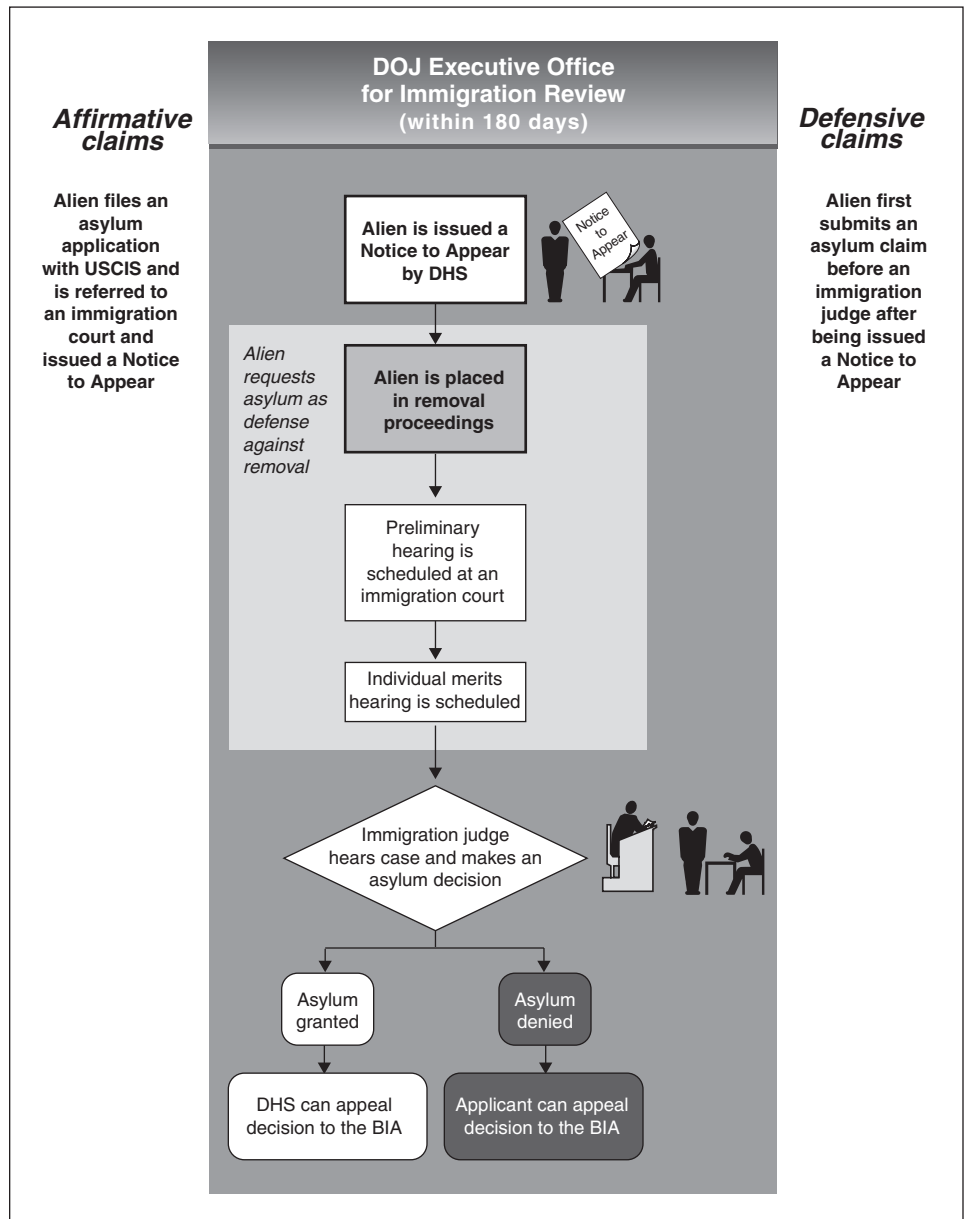 DOJ Executive Office
for Immigration Review
(within 180 days)
Affirmative
claims
Alien files an
asylum
application
with USCIS and
is referred to
an immigration
court and
issued a Notice
to Appear
Defensive
claims
Alien first
submits an
asylum claim
before an
immigration
judge after
being issued
a Notice to
Appear
Alien is issued a
Notice to Appear
by DHS
Notice
to
Appear
Alien
requests
asylum as
defense
against
removal
Alien is placed
in removal
proceedings
Preliminary
hearing is
scheduled at an
immigration court
Individual merits
hearing is scheduled
Immigration judge
hears case and makes an
asylum decision
Asylum
granted
Asylum
denied
DHS can appeal
decision to the BIA
Applicant can appeal
decision to the BIA